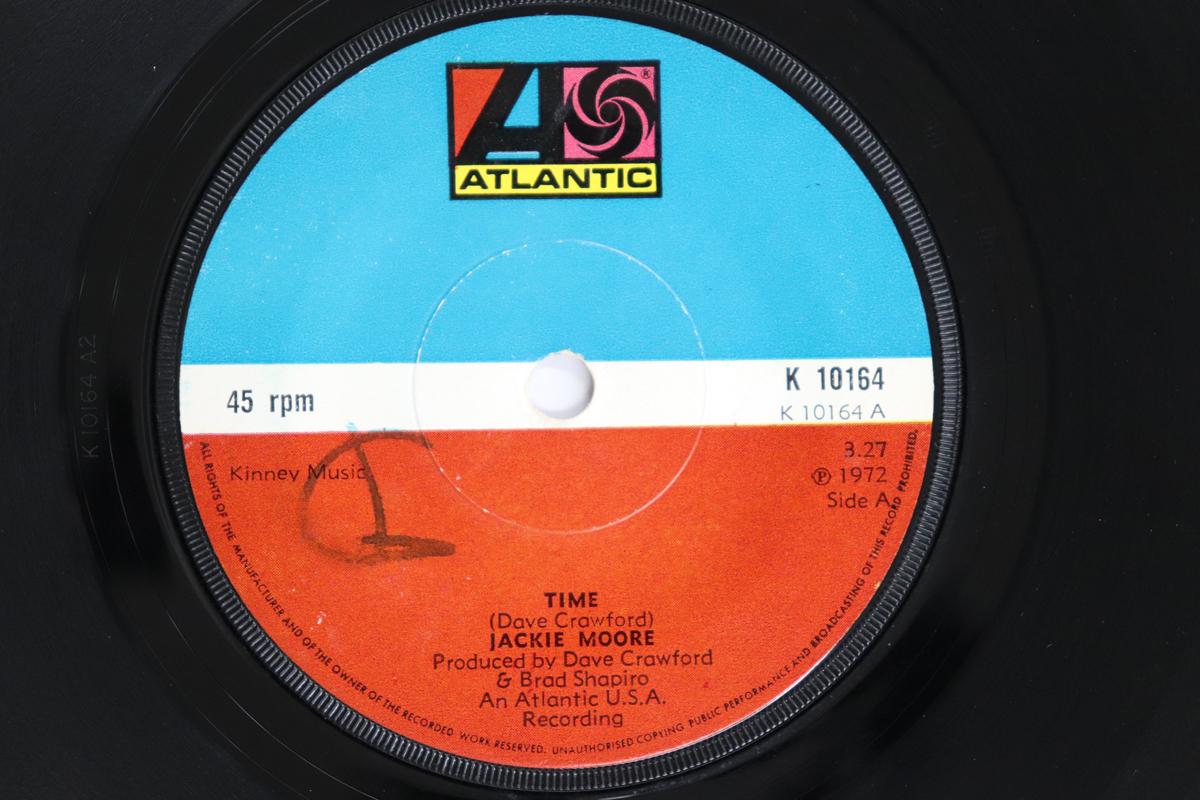 ATLANTIC
®
45 rpm
K 10164
K 10164 A
K 10164 A2
3.27
Kinney Music
℗ 1972
Side A
TIME
(Dave Crawford)
JACKIE MOORE
Produced by Dave Crawford
& Brad Shapiro
An Atlantic U.S.A.
Recording
ALL RIGHTS OF THE MANUFACTURER AND OF THE OWNER OF THE RECORDED WORK RESERVED. UNAUTHORISED COPYING PUBLIC PERFORMANCE AND BROADCASTING OF THIS RECORD PROHIBITED.